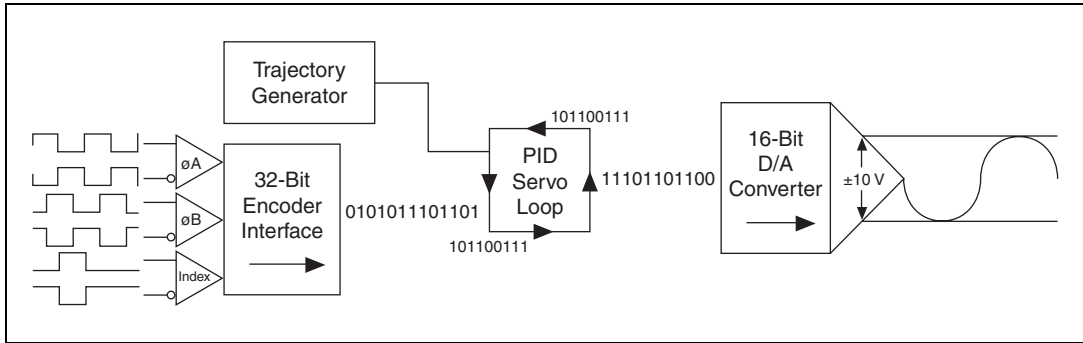 Trajectory
Generator
øA
øB
Index
32-Bit
Encoder
Interface
0101011101101
101100111
PID
Servo
Loop
101100111
11101101100
16-Bit
D/A
Converter
±10 V